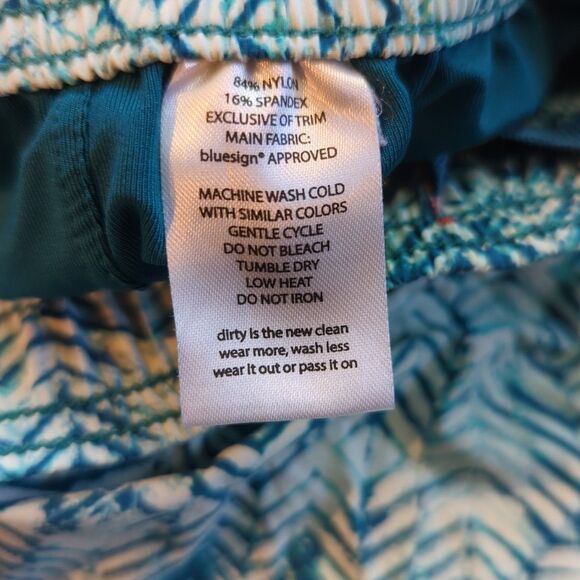 84% NYLON
16% SPANDEX
EXCLUSIVE OF TRIM
MAIN FABRIC:
bluesign® APPROVED
MACHINE WASH COLD
WITH SIMILAR COLORS
GENTLE CYCLE
DO NOT BLEACH
TUMBLE DRY
LOW HEAT
DO NOT IRON
dirty is the new clean
wear more, wash less
wear it out or pass it on